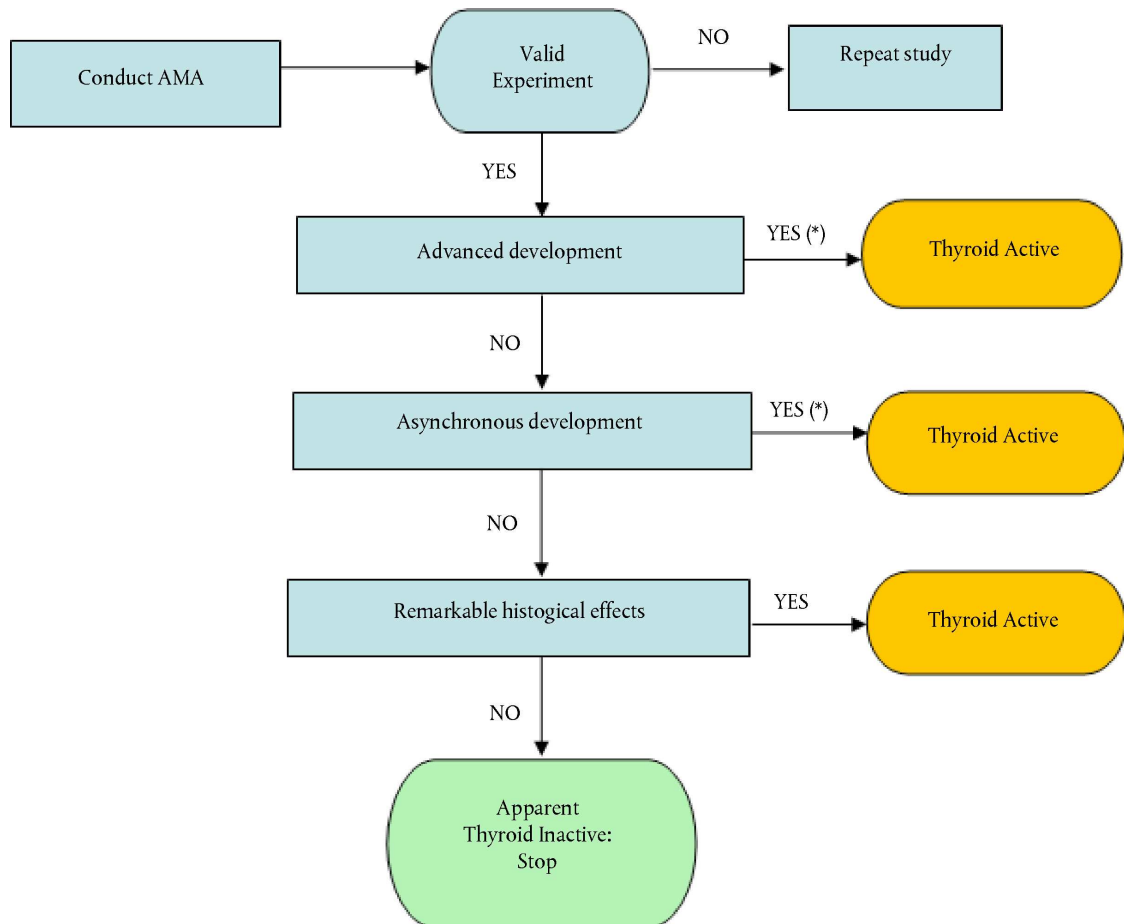 Conduct AMA
Valid
Experiment
NO
Repeat study
YES
Advanced development
YES (*)
Thyroid Active
NO
Asynchronous development
YES (*)
Thyroid Active
NO
Remarkable histogical effects
YES
Thyroid Active
NO
Apparent
Thyroid Inactive:
Stop